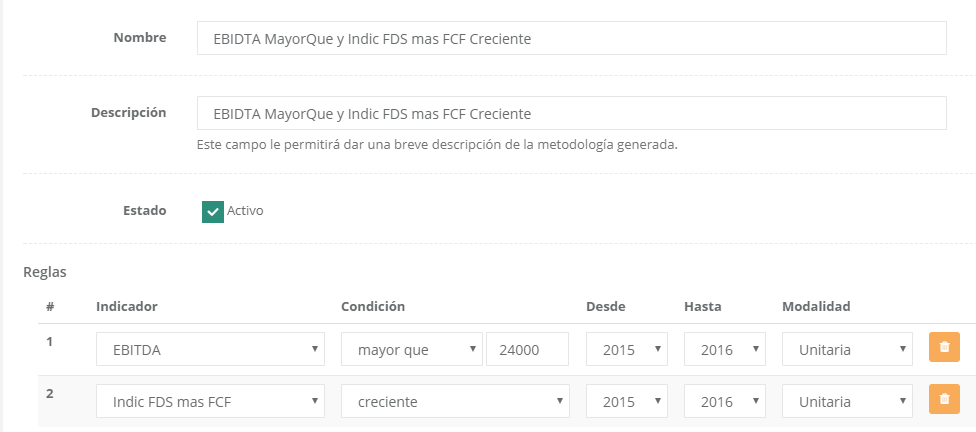 Nombre EBIDTA MayorQue y Indic FDS mas FCF Creciente
Descripción EBIDTA MayorQue y Indic FDS mas FCF Creciente
Este campo le permitirá dar una breve descripción de la metodología generada.
Estado Activo
Reglas
# Indicador Condición Desde Hasta Modalidad
1 EBITDA mayor que 24000 2015 2016 Unitaria
2 Indic FDS mas FCF creciente 2015 2016 Unitaria